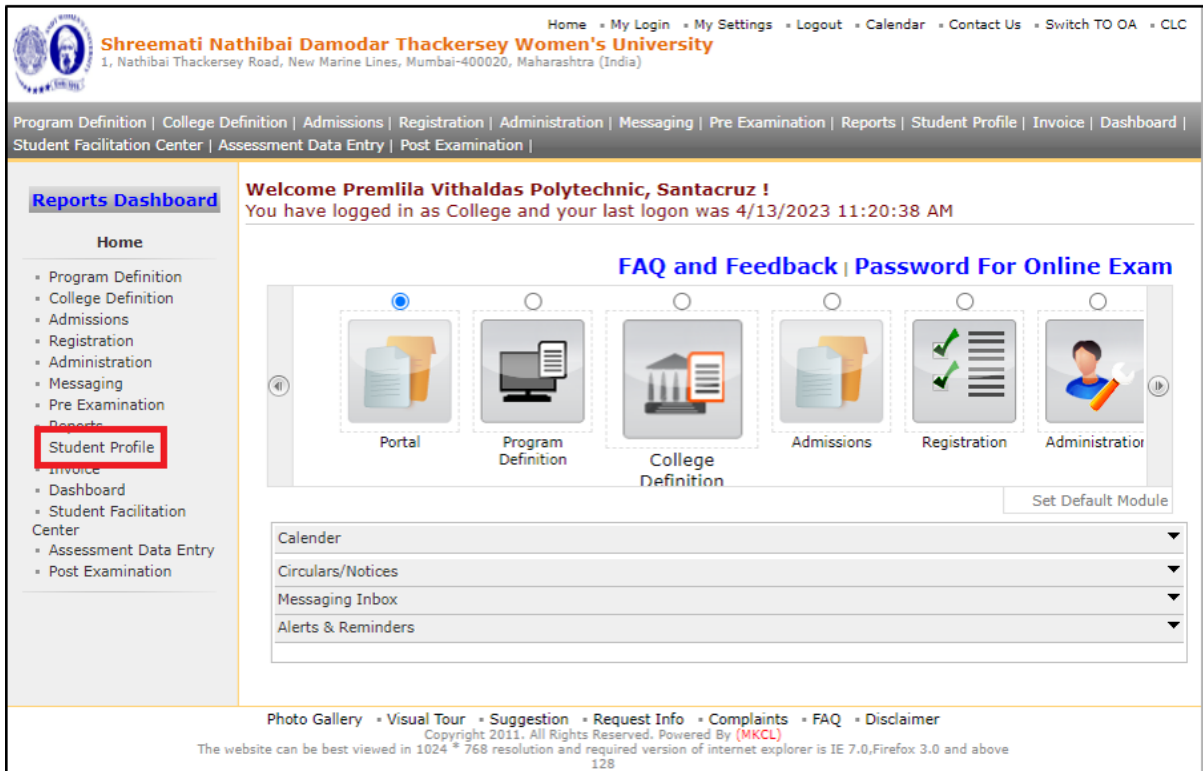 Home ▪ My Login ▪ My Settings ▪ Logout ▪ Calendar ▪ Contact Us ▪ Switch TO OA ▪ CLC
Shreemati Nathibai Damodar Thackersey Women's University
1, Nathibai Thackersey Road, New Marine Lines, Mumbai-400020, Maharashtra (India)
Program Definition | College Definition | Admissions | Registration | Administration | Messaging | Pre Examination | Reports | Student Profile | Invoice | Dashboard |
Student Facilitation Center | Assessment Data Entry | Post Examination |
Reports Dashboard
Home
▪ Program Definition
▪ College Definition
▪ Admissions
▪ Registration
▪ Administration
▪ Messaging
▪ Pre Examination
▪ Reports
Student Profile
▪ Invoice
▪ Dashboard
▪ Student Facilitation
Center
▪ Assessment Data Entry
▪ Post Examination
Welcome Premlila Vithaldas Polytechnic, Santacruz !
You have logged in as College and your last logon was 4/13/2023 11:20:38 AM
FAQ and Feedback | Password For Online Exam
Portal
Program
Definition
College
Definition
Admissions
Registration
Administration
Set Default Module
Calender
Circulars/Notices
Messaging Inbox
Alerts & Reminders
Photo Gallery ▪ Visual Tour ▪ Suggestion ▪ Request Info ▪ Complaints ▪ FAQ ▪ Disclaimer
Copyright 2011. All Rights Reserved. Powered By (MKCL)
The website can be best viewed in 1024 * 768 resolution and required version of internet explorer is IE 7.0,Firefox 3.0 and above
128